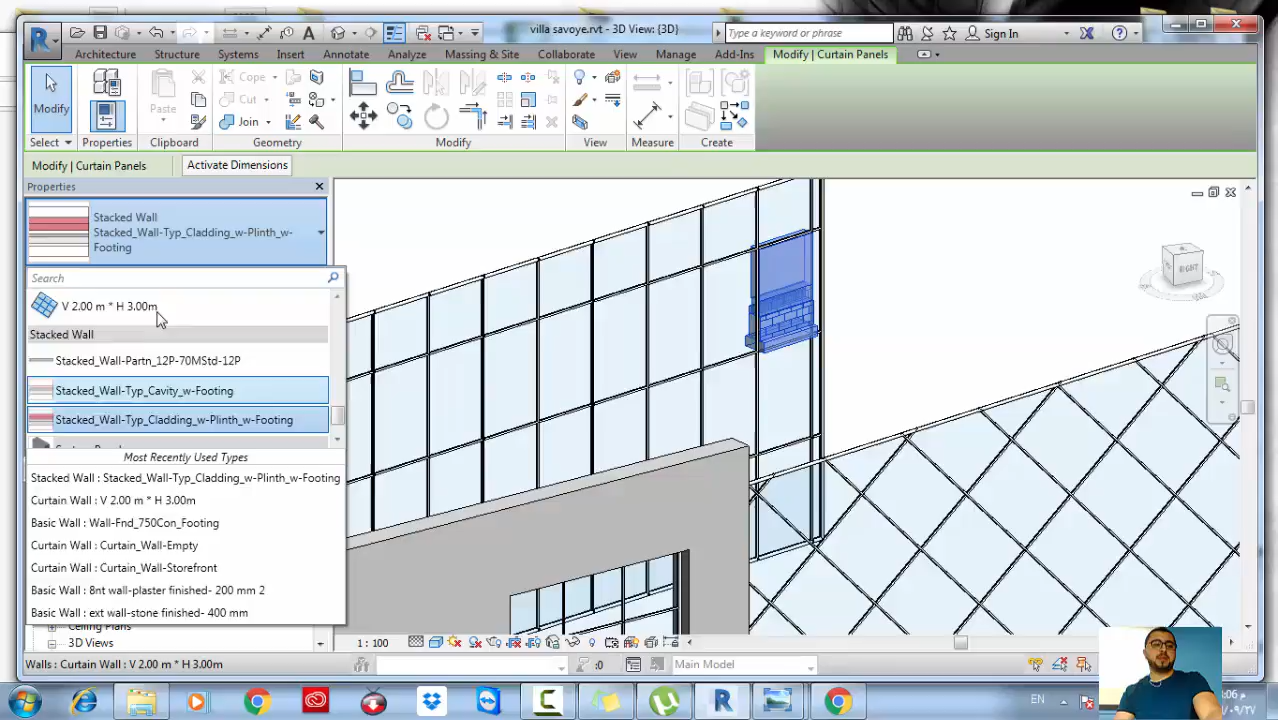 villa savoye.rvt - 3D View: {3D}
Type a keyword or phrase
Sign In
Architecture Structure Systems Insert Annotate Analyze Massing & Site Collaborate View Manage Add-Ins Modify | Curtain Panels
Modify
Paste
Cope
Cut
Join
Select Properties Clipboard Geometry Modify View Measure Create
Modify | Curtain Panels Activate Dimensions
Properties
Stacked Wall
Stacked_Wall-Typ_Cladding_w-Plinth_w-
Footing
Search
V 2.00 m * H 3.00m
Stacked Wall
Stacked_Wall-Partn_12P-70MStd-12P
Stacked_Wall-Typ_Cavity_w-Footing
Stacked_Wall-Typ_Cladding_w-Plinth_w-Footing
Most Recently Used Types
Stacked Wall : Stacked_Wall-Typ_Cladding_w-Plinth_w-Footing
Curtain Wall : V 2.00 m * H 3.00m
Basic Wall : Wall-Fnd_750Con_Footing
Curtain Wall : Curtain_Wall-Empty
Curtain Wall : Curtain_Wall-Storefront
Basic Wall : 8nt wall-plaster finished- 200 mm 2
Basic Wall : ext wall-stone finished- 400 mm
Ceiling Plans
3D Views
RIGHT
1 : 100
Walls : Curtain Wall : V 2.00 m * H 3.00m
:0
Main Model
EN